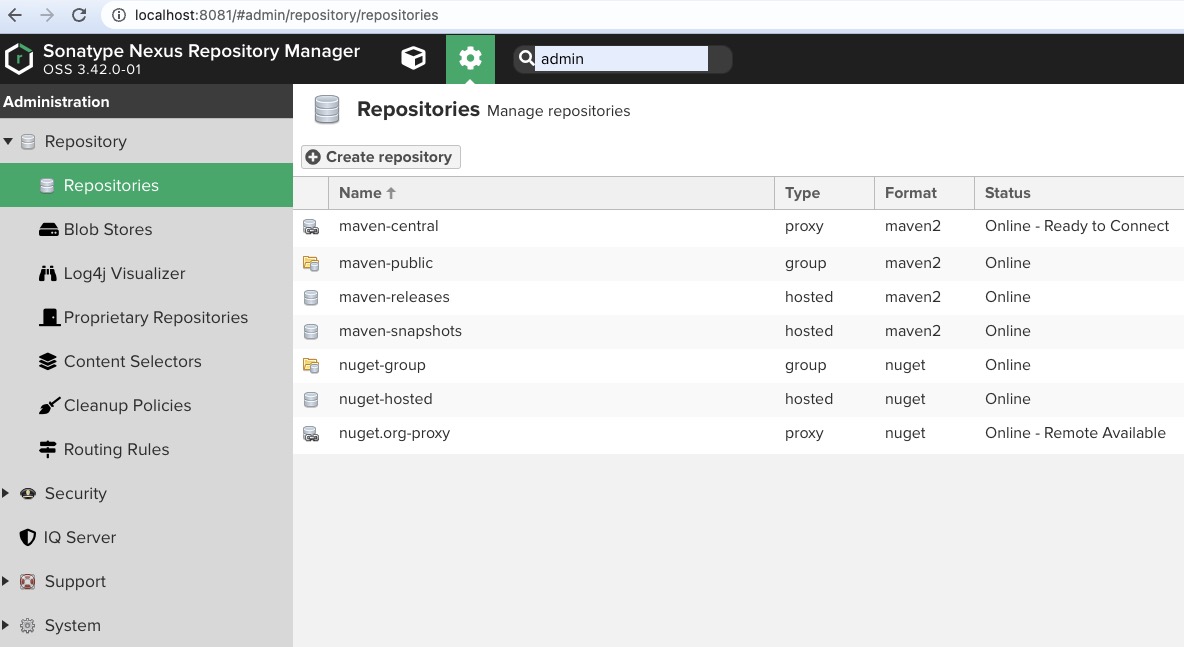 localhost:8081/#admin/repository/repositories
Sonatype Nexus Repository Manager
OSS 3.42.0-01
admin
Administration
Repository
Repositories
Blob Stores
Log4j Visualizer
Proprietary Repositories
Content Selectors
Cleanup Policies
Routing Rules
Security
IQ Server
Support
System
Repositories Manage repositories
Create repository
Name Type Format Status
maven-central proxy maven2 Online - Ready to Connect
maven-public group maven2 Online
maven-releases hosted maven2 Online
maven-snapshots hosted maven2 Online
nuget-group group nuget Online
nuget-hosted hosted nuget Online
nuget.org-proxy proxy nuget Online - Remote Available